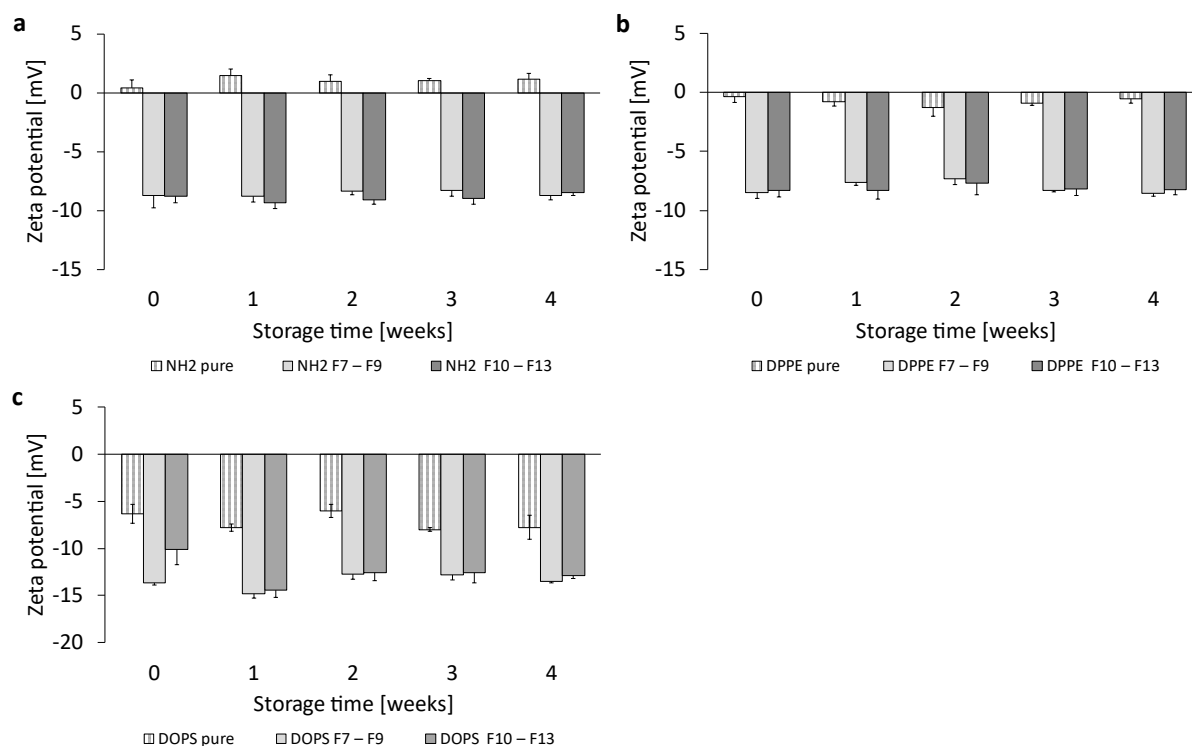 a
Zeta potential [mV]
5
0
-5
-10
-15
0 1 2 3 4
Storage time [weeks]
NH2 pure NH2 F7 – F9 NH2 F10 – F13
b
Zeta potential [mV]
5
0
-5
-10
-15
0 1 2 3 4
Storage time [weeks]
DPPE pure DPPE F7 – F9 DPPE F10 – F13
c
Zeta potential [mV]
5
0
-5
-10
-15
-20
0 1 2 3 4
Storage time [weeks]
DOPS pure DOPS F7 – F9 DOPS F10 – F13